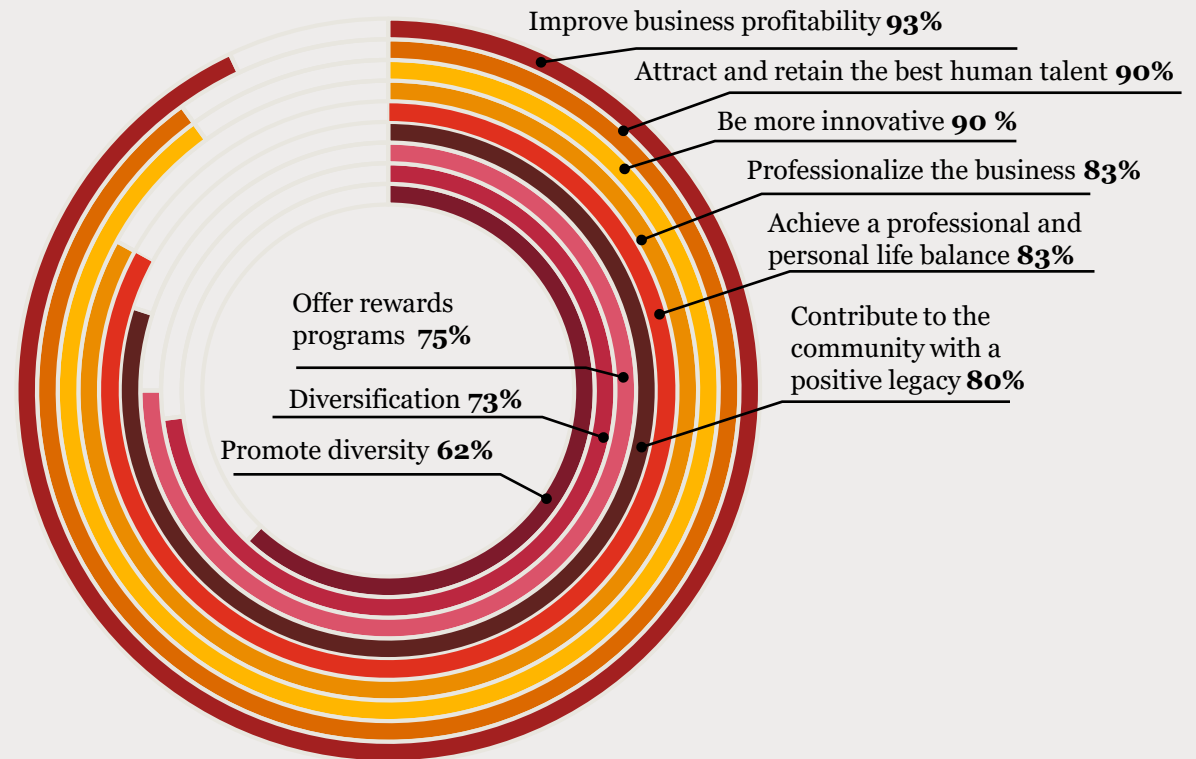 Improve business profitability 93%
Attract and retain the best human talent 90%
Be more innovative 90 %
Professionalize the business 83%
Achieve a professional and
personal life balance 83%
Contribute to the
community with a
positive legacy 80%
Offer rewards
programs 75%
Diversification 73%
Promote diversity 62%